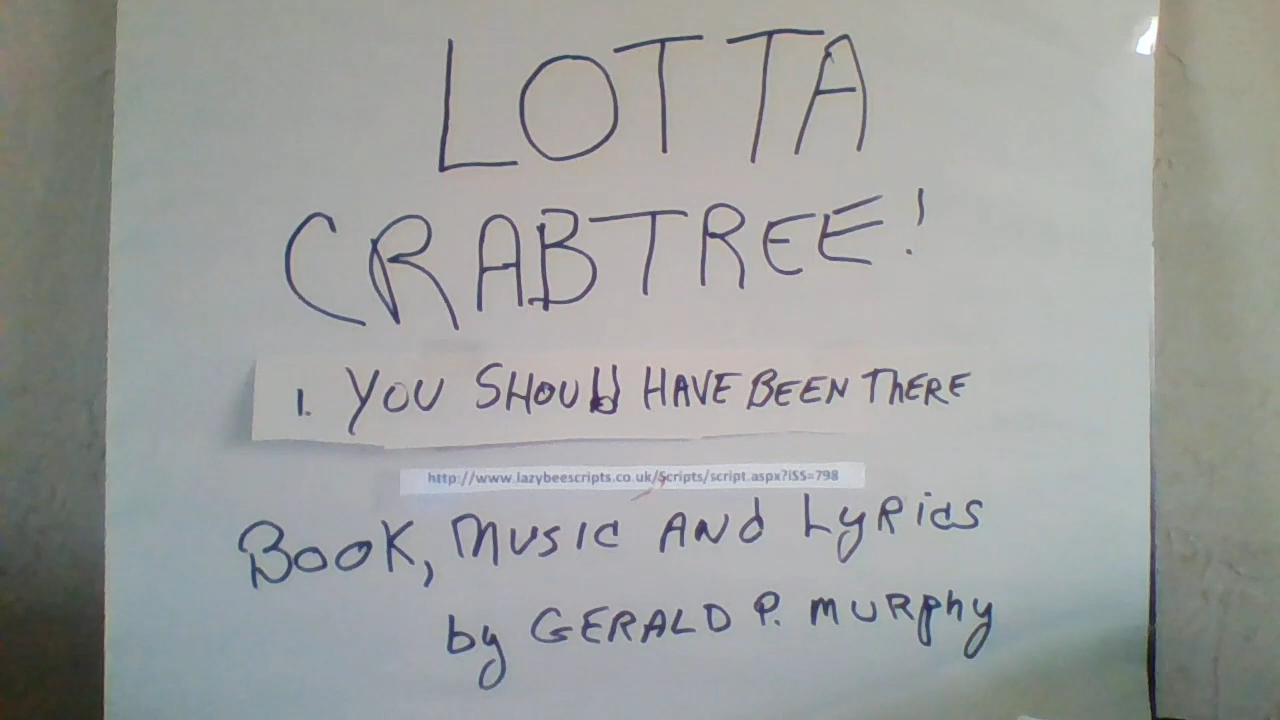 LOTTA
CRABTREE!
1. YOU SHOULD HAVE BEEN THERE
http://www.lazybeescripts.co.uk/Scripts/script.aspx?iSS=798
BOOK, MUSIC AND LyRics
by GERALD P. MURPhy